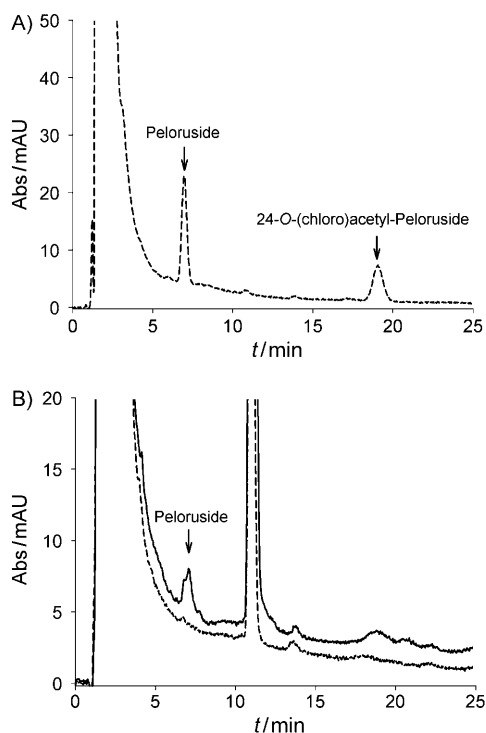 A)
50
40
30
20
10
0
Abs/mAU
Peloruside
24-O-(chloro)acetyl-Peloruside
0 5 10 15 20 25
t/min
B)
20
15
10
5
0
Abs/mAU
Peloruside
0 5 10 15 20 25
t/min